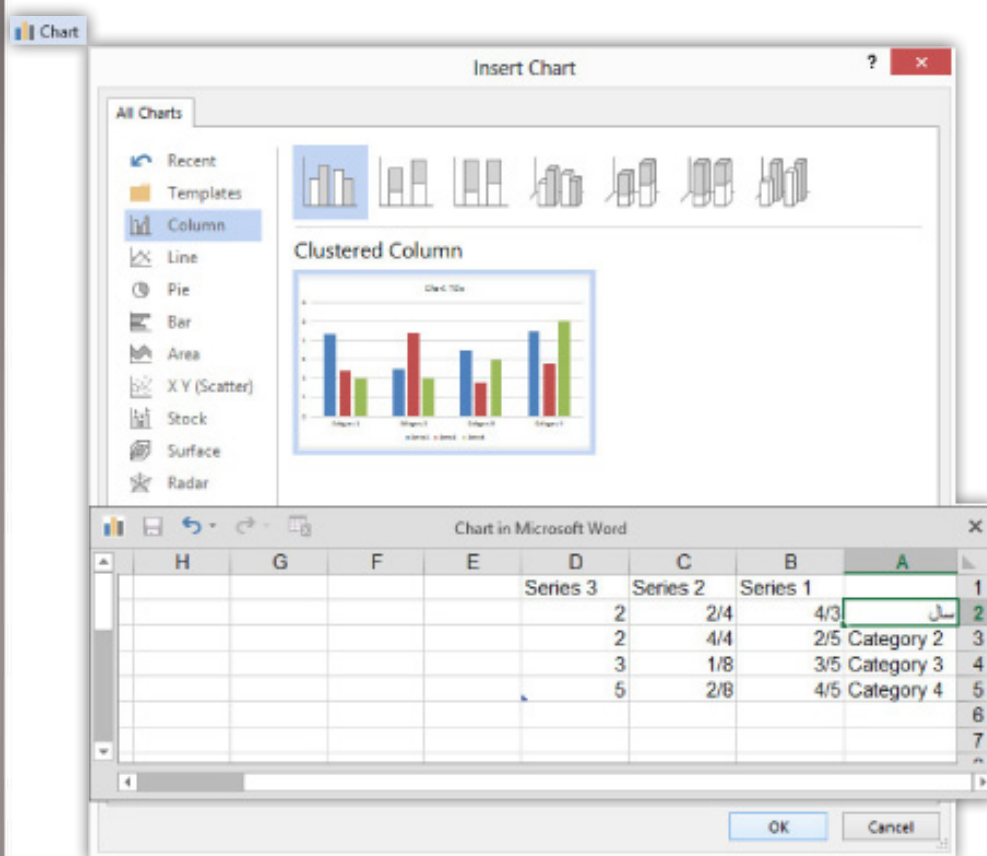 Chart
Insert Chart
?
All Charts
Recent
Templates
Column
Line
Pie
Bar
Area
X Y (Scatter)
Stock
Surface
Radar
Clustered Column
Chart in Microsoft Word
H G F E D C B A
Series 3 Series 2 Series 1 1
2 2/4 4/3 سال 2
2 4/4 2/5 Category 2 3
3 1/8 3/5 Category 3 4
5 2/8 4/5 Category 4 5
6
7
OK Cancel